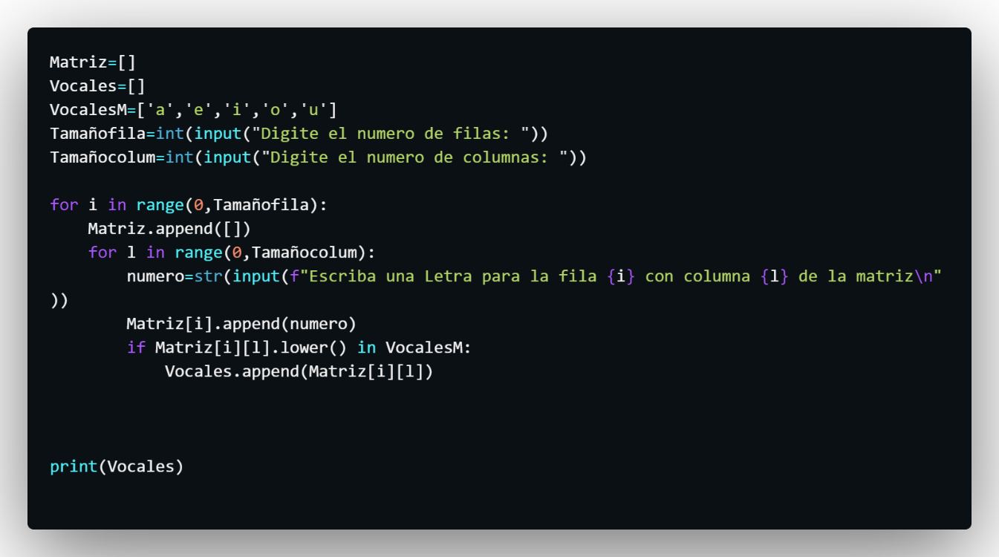 Matriz=[]
Vocales=[]
VocalesM=['a','e','i','o','u']
Tamañofila=int(input("Digite el numero de filas: "))
Tamañocolum=int(input("Digite el numero de columnas: "))
for i in range(0,Tamañofila):
    Matriz.append([])
    for l in range(0,Tamañocolum):
        numero=str(input(f"Escriba una Letra para la fila {i} con columna {l} de la matriz\n"
))
        Matriz[i].append(numero)
        if Matriz[i][l].lower() in VocalesM:
            Vocales.append(Matriz[i][l])
print(Vocales)